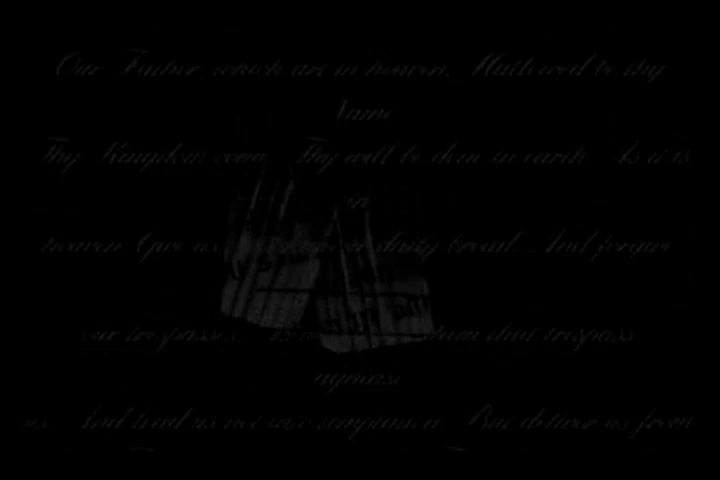 Our Father which are in heaven, Hallowed be thy
Name
Thy Kingdom come Thy will be done in earth As it is
in
heaven Give us daily bread. And forgive
our trespasses them that trespass
against
us And lead us not into temptation But deliver us from